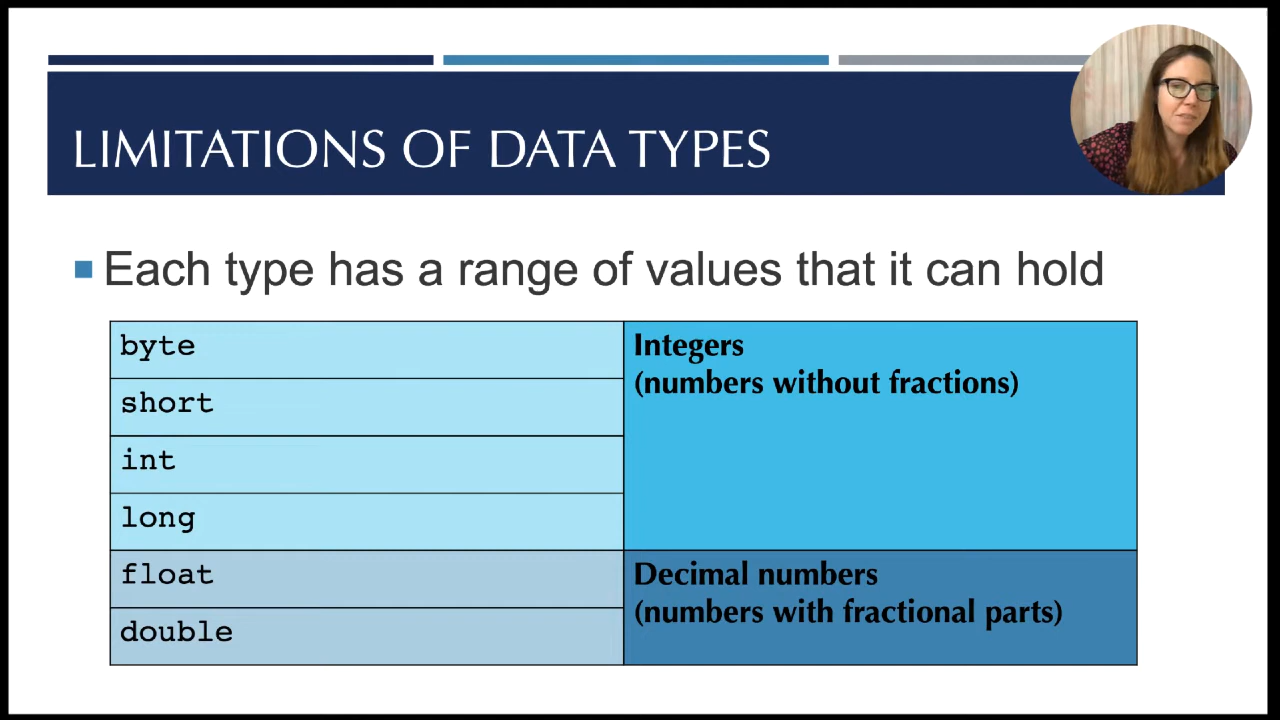 LIMITATIONS OF DATA TYPES
Each type has a range of values that it can hold
byte
short
int
long
float
double
Integers
(numbers without fractions)
Decimal numbers
(numbers with fractional parts)